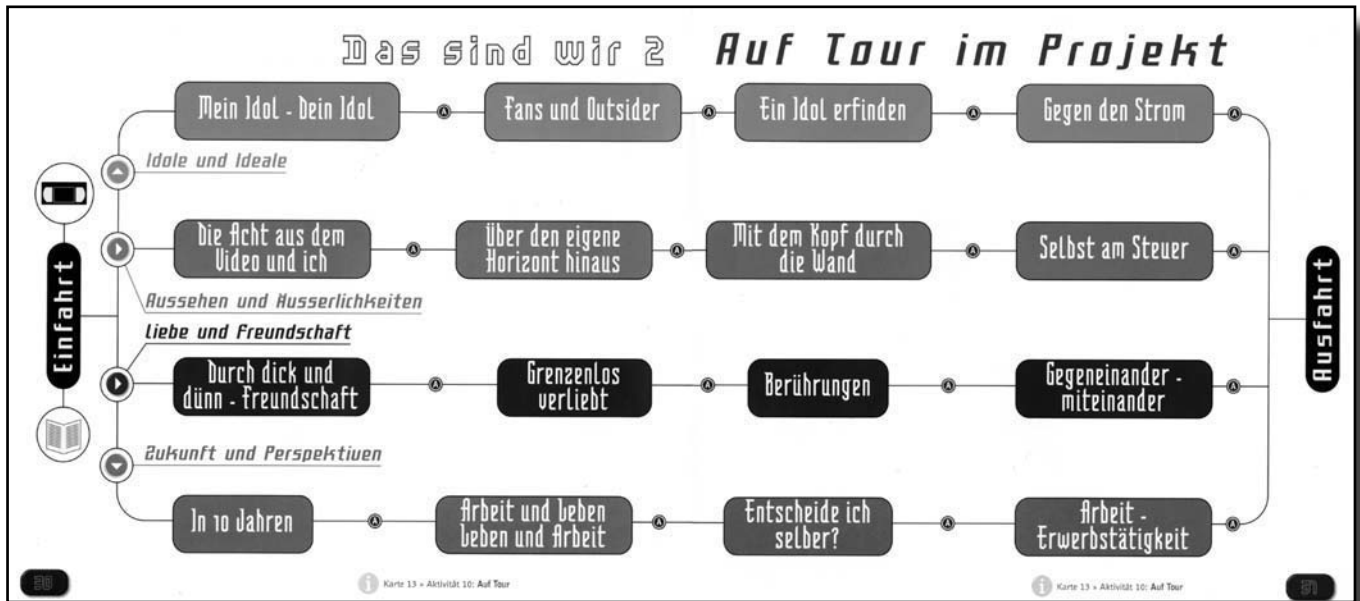 Das sind wir 2 Auf Tour im Projekt
Mein Idol - Dein Idol
Fans und Outsider
Ein Idol erfinden
Gegen den Strom
A A A A
Idole und Ideale
Die Acht aus dem
Video und ich
Über den eigene
Horizont hinaus
Mit dem Kopf durch
die Wand
Selbst am Steuer
A A A A
Einfahrt
Ausfahrt
Aussehen und Äusserlichkeiten
Liebe und Freundschaft
Durch dick und
dünn - Freundschaft
Grenzenlos
verliebt
Berührungen
Gegeneinander -
miteinander
A A A A
Zukunft und Perspektiven
In 10 Jahren
Arbeit und Leben
Leben und Arbeit
Entscheide ich
selber?
Arbeit -
Erwerbstätigkeit
A A A A
i Karte 13 » Aktivität 10: Auf Tour
i Karte 13 » Aktivität 10: Auf Tour